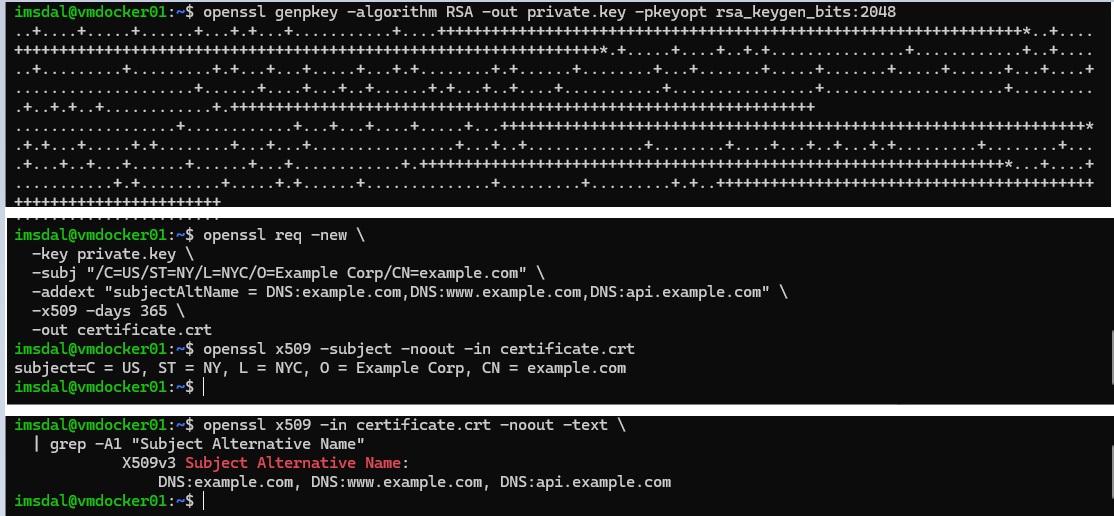 imsdal@vmdocker01:~$ openssl genpkey -algorithm RSA -out private.key -pkeyopt rsa_keygen_bits:2048
imsdal@vmdocker01:~$ openssl req -new \
-key private.key \
-subj "/C=US/ST=NY/L=NYC/O=Example Corp/CN=example.com" \
-addext "subjectAltName = DNS:example.com,DNS:www.example.com,DNS:api.example.com" \
-x509 -days 365 \
-out certificate.crt
imsdal@vmdocker01:~$ openssl x509 -subject -noout -in certificate.crt
subject=C = US, ST = NY, L = NYC, O = Example Corp, CN = example.com
imsdal@vmdocker01:~$
imsdal@vmdocker01:~$ openssl x509 -in certificate.crt -noout -text \
| grep -A1 "Subject Alternative Name"
X509v3 Subject Alternative Name:
DNS:example.com, DNS:www.example.com, DNS:api.example.com
imsdal@vmdocker01:~$